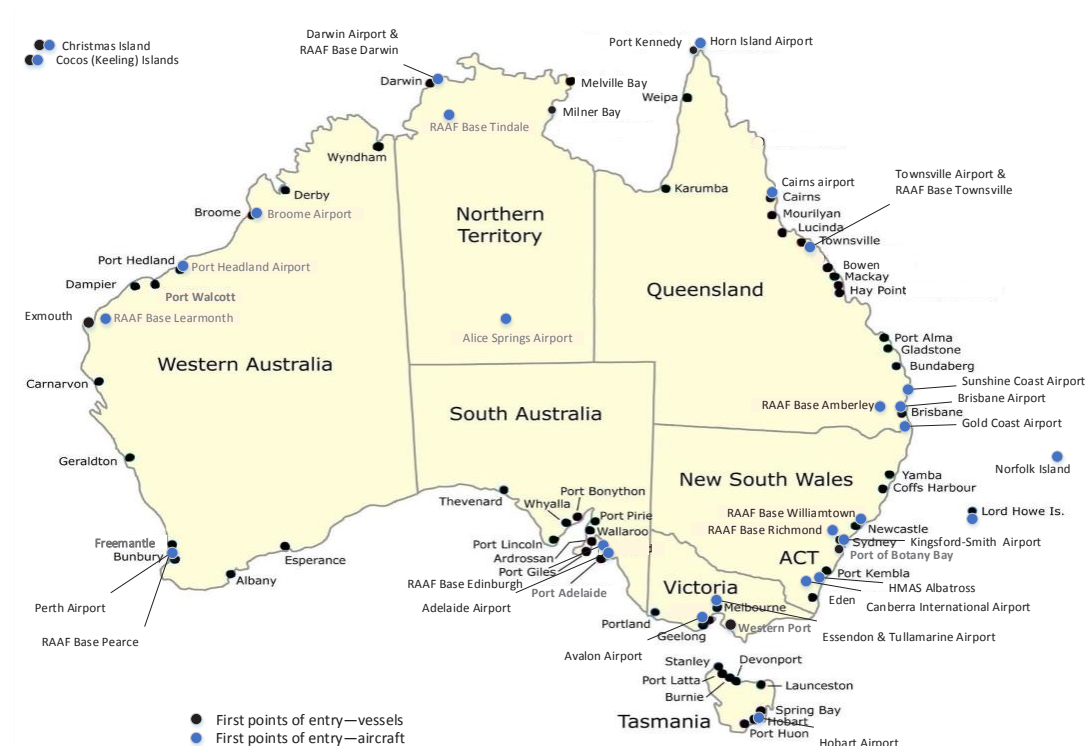 Christmas Island
Cocos (Keeling) Islands
Darwin Airport &
RAAF Base Darwin
Darwin
Melville Bay
Milner Bay
RAAF Base Tindale
Port Kennedy
Horn Island Airport
Weipa
Wyndham
Derby
Broome
Broome Airport
Karumba
Cairns airport
Cairns
Mourilyan
Lucinda
Townsville
Townsville Airport &
RAAF Base Townsville
Northern
Territory
Port Hedland
Port Headland Airport
Dampier
Port Walcott
Exmouth
RAAF Base Learmonth
Bowen
Mackay
Hay Point
Queensland
Alice Springs Airport
Western Australia
Port Alma
Gladstone
Bundaberg
Carnarvon
Sunshine Coast Airport
RAAF Base Amberley
Brisbane Airport
Brisbane
Gold Coast Airport
South Australia
Geraldton
Norfolk Island
New South Wales
Yamba
Coffs Harbour
Thevenard
Whyalla
Port Bonython
Port Pirie
Wallaroo
Port Lincoln
Ardrossan
Port Giles
RAAF Base Edinburgh
Port Adelaide
Adelaide Airport
RAAF Base Williamtown
RAAF Base Richmond
Lord Howe Is.
Newcastle
Sydney
Kingsford-Smith Airport
Port of Botany Bay
ACT
Port Kembla
HMAS Albatross
Eden
Canberra International Airport
Freemantle
Bunbury
Esperance
Albany
Perth Airport
RAAF Base Pearce
Victoria
Melbourne
Portland
Geelong
Western Port
Essendon & Tullamarine Airport
Avalon Airport
Stanley
Devonport
Port Latta
Burnie
Launceston
Spring Bay
Tasmania
Hobart
Port Huon
Hobart Airport
First points of entry—vessels
First points of entry—aircraft